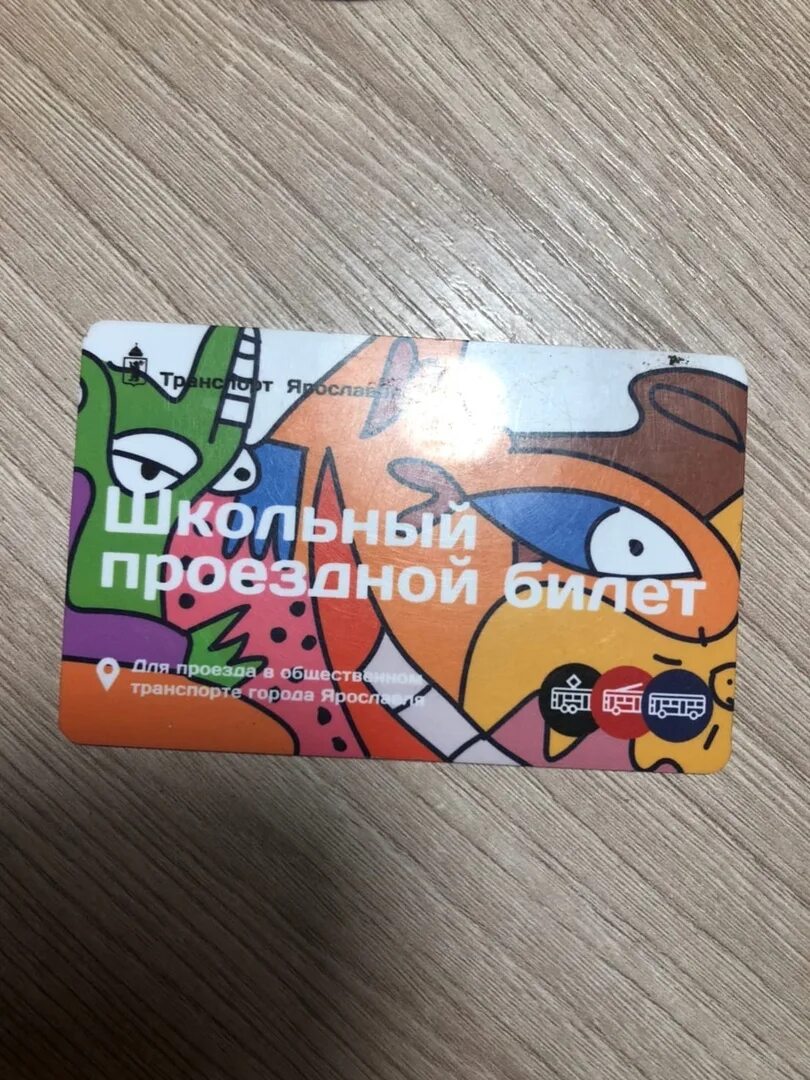 Транспорт Ярославля
Школьный
проездной билет
Для проезда в общественном
транспорте города Ярославля